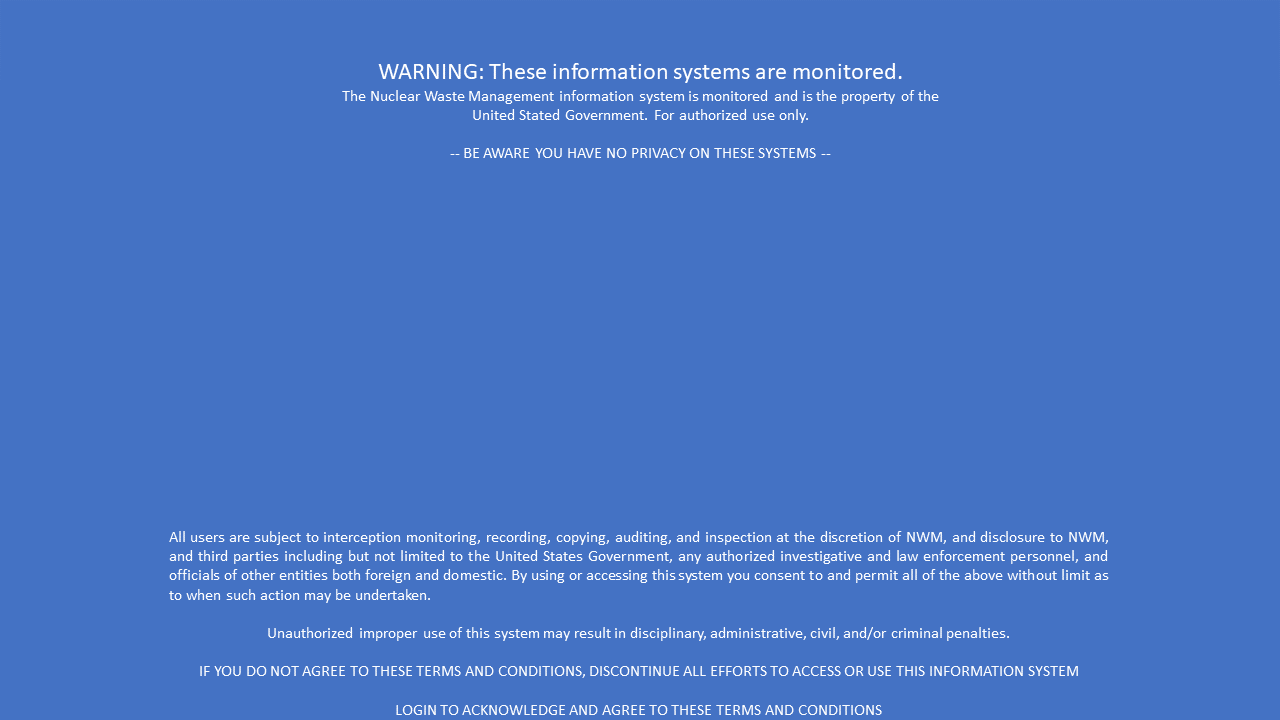 WARNING: These information systems are monitored.
The Nuclear Waste Management information system is monitored and is the property of the
United Stated Government. For authorized use only.
-- BE AWARE YOU HAVE NO PRIVACY ON THESE SYSTEMS --
All users are subject to interception monitoring, recording, copying, auditing, and inspection at the discretion of NWM, and disclosure to NWM,
and third parties including but not limited to the United States Government, any authorized investigative and law enforcement personnel, and
officials of other entities both foreign and domestic. By using or accessing this system you consent to and permit all of the above without limit as
to when such action may be undertaken.
Unauthorized improper use of this system may result in disciplinary, administrative, civil, and/or criminal penalties.
IF YOU DO NOT AGREE TO THESE TERMS AND CONDITIONS, DISCONTINUE ALL EFFORTS TO ACCESS OR USE THIS INFORMATION SYSTEM
LOGIN TO ACKNOWLEDGE AND AGREE TO THESE TERMS AND CONDITIONS